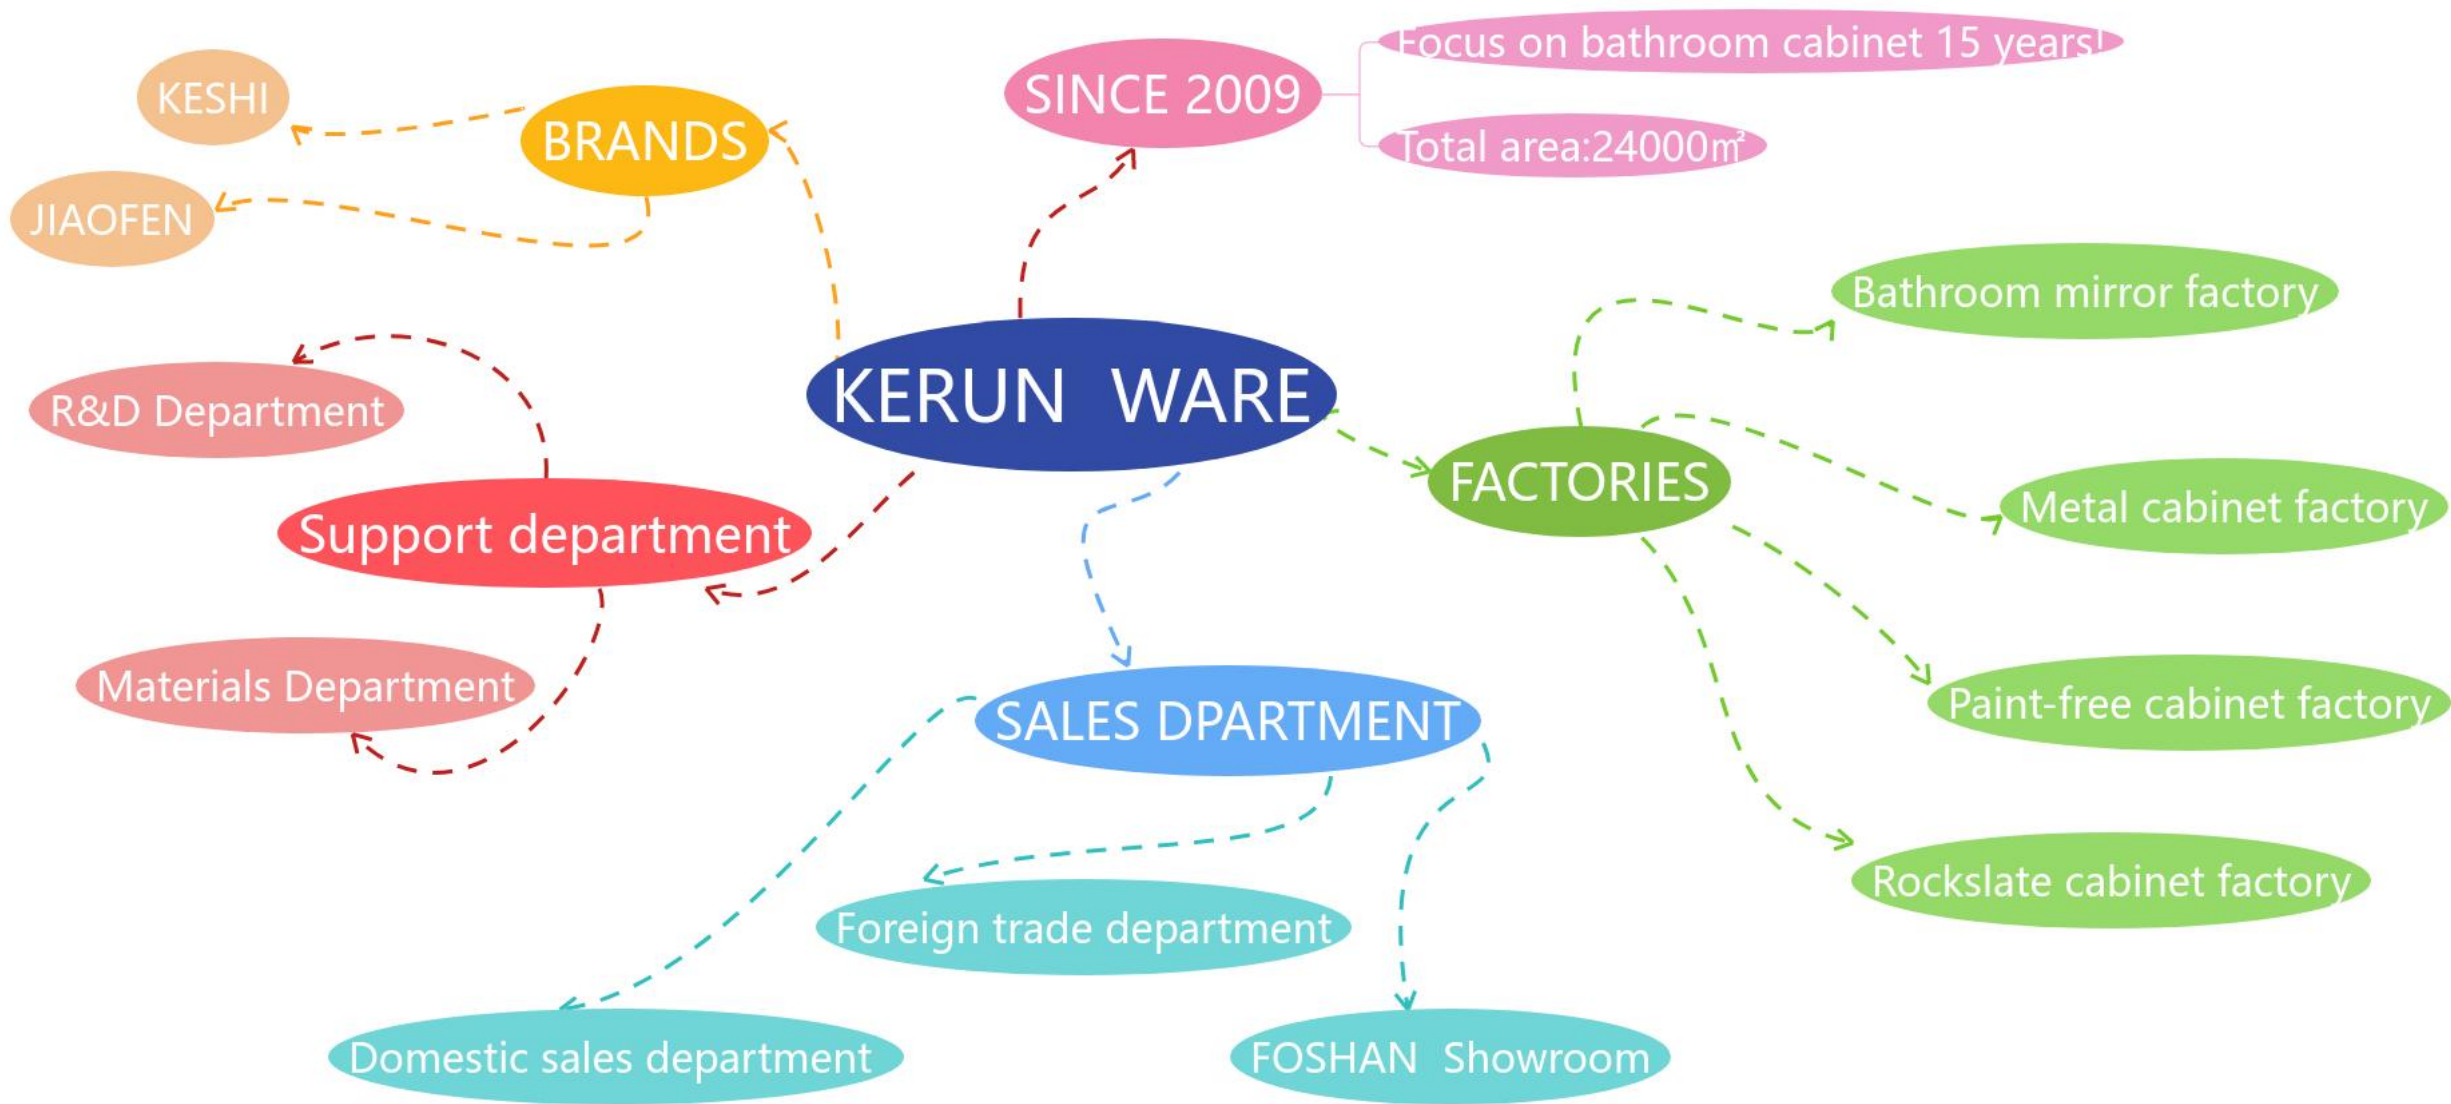 Focus on bathroom cabinet 15 years!
SINCE 2009
Total area:24000㎡
KESHI
BRANDS
JIAOFEN
Bathroom mirror factory
KERUN  WARE
R&D Department
FACTORIES
Metal cabinet factory
Support department
Materials Department
SALES DPARTMENT
Paint-free cabinet factory
Rockslate cabinet factory
Foreign trade department
Domestic sales department
FOSHAN  Showroom